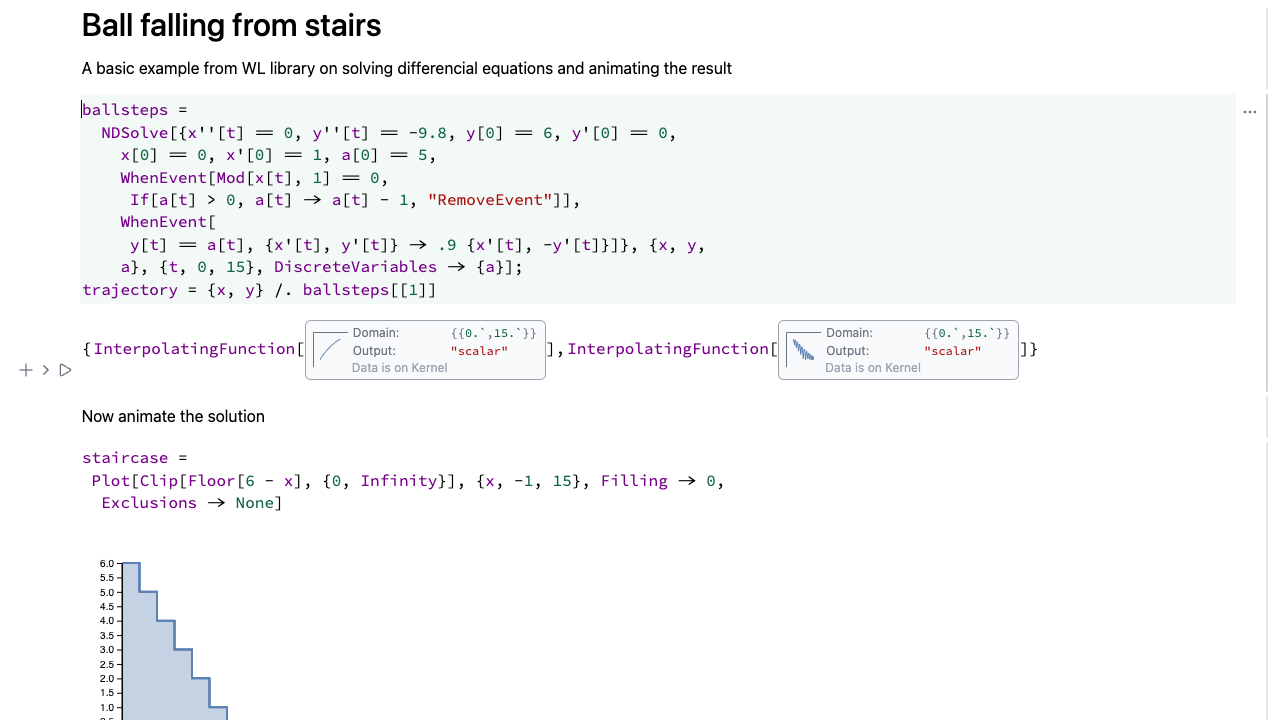 Ball falling from stairs
A basic example from WL library on solving differencial equations and animating the result
ballsteps =
NDSolve[{x''[t] == 0, y''[t] == -9.8, y[0] == 6, y'[0] == 0,
x[0] == 0, x'[0] == 1, a[0] == 5,
WhenEvent[Mod[x[t], 1] == 0,
If[a[t] > 0, a[t] → a[t] - 1, "RemoveEvent"]],
WhenEvent[
y[t] == a[t], {x'[t], y'[t]} → .9 {x'[t], -y'[t]}]}, {x, y,
a}, {t, 0, 15}, DiscreteVariables → {a}];
trajectory = {x, y} /. ballsteps[[1]]
{InterpolatingFunction[ Domain: {{0.`,15.`}} Output: "scalar" Data is on Kernel ],InterpolatingFunction[ Domain: {{0.`,15.`}} Output: "scalar" Data is on Kernel ]}
Now animate the solution
staircase =
Plot[Clip[Floor[6 - x], {0, Infinity}], {x, -1, 15}, Filling → 0,
Exclusions → None]
6.0
5.5
5.0
4.5
4.0
3.5
3.0
2.5
2.0
1.5
1.0